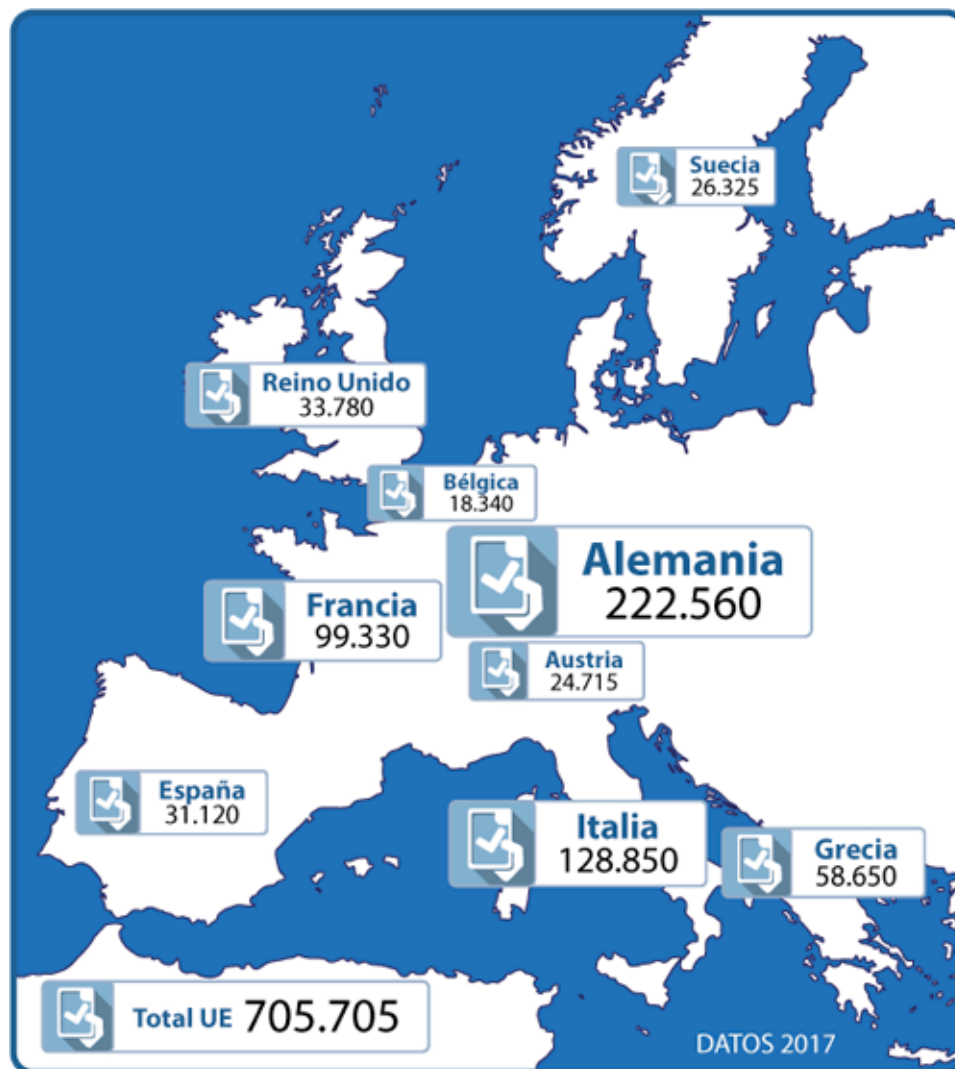 Suecia
26.325
Reino Unido
33.780
Bélgica
18.340
Alemania
222.560
Francia
99.330
Austria
24.715
España
31.120
Italia
128.850
Grecia
58.650
Total UE 705.705
DATOS 2017